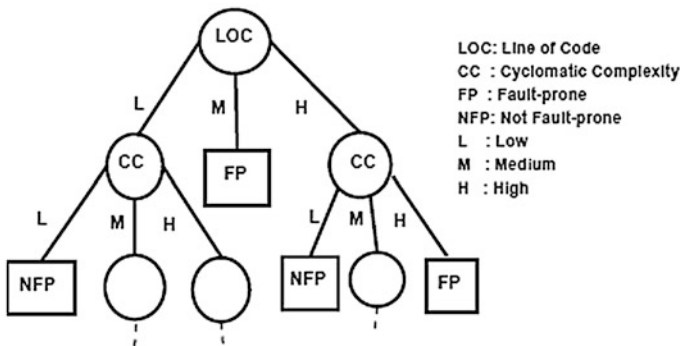 LOC
L
M
H
CC
FP
CC
L
M
H
L
M
H
NFP
NFP
FP
LOC: Line of Code
CC : Cyclomatic Complexity
FP : Fault-prone
NFP: Not Fault-prone
L : Low
M : Medium
H : High